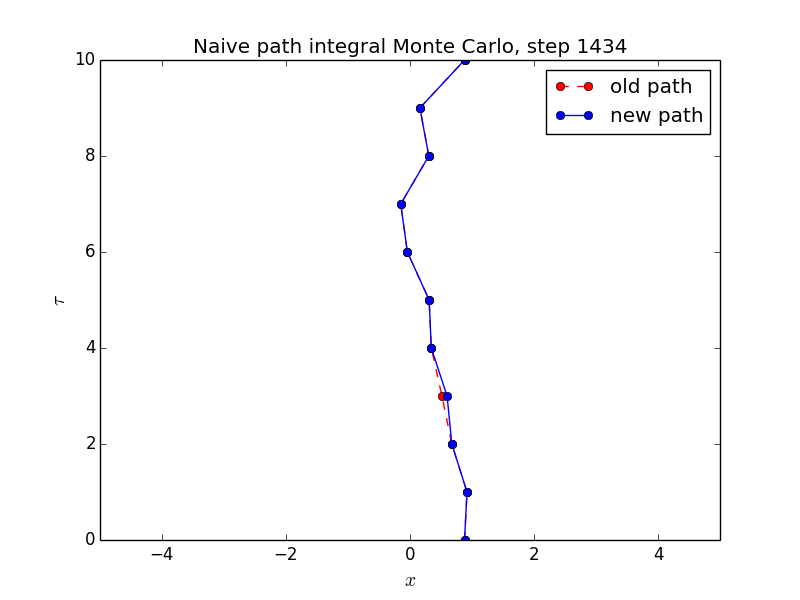 Naive path integral Monte Carlo, step 1434
old path
new path
10
8
6
4
2
0
τ
−4
−2
0
2
4
x